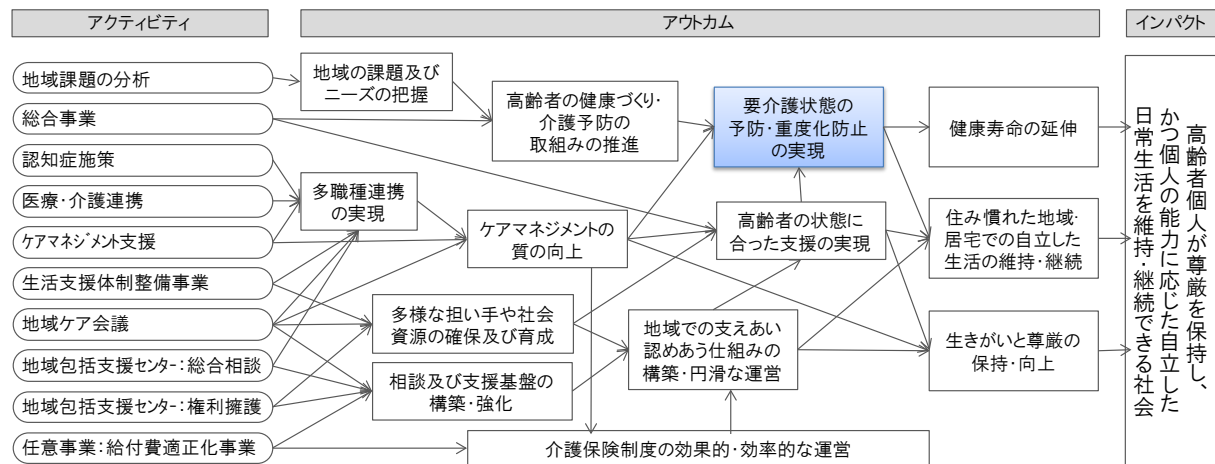 アクティビティ
アウトカム
インパクト
地域課題の分析
総合事業
認知症施策
医療・介護連携
ケアマネジメント支援
生活支援体制整備事業
地域ケア会議
地域包括支援センター：総合相談
地域包括支援センター：権利擁護
任意事業：給付費適正化事業
地域の課題及び
ニーズの把握
多職種連携
の実現
高齢者の健康づくり・
介護予防の
取組みの推進
ケアマネジメントの
質の向上
多様な担い手や社会
資源の確保及び育成
相談及び支援基盤の
構築・強化
要介護状態の
予防・重度化防止
の実現
高齢者の状態に
合った支援の実現
地域での支えあい
認めあう仕組みの
構築・円滑な運営
介護保険制度の効果的・効率的な運営
健康寿命の延伸
住み慣れた地域・
居宅での自立した
生活の維持・継続
生きがいと尊厳の
保持・向上
高齢者個人が尊厳を保持し、
かつ個人の能力に応じた自立した
日常生活を維持・継続できる社会